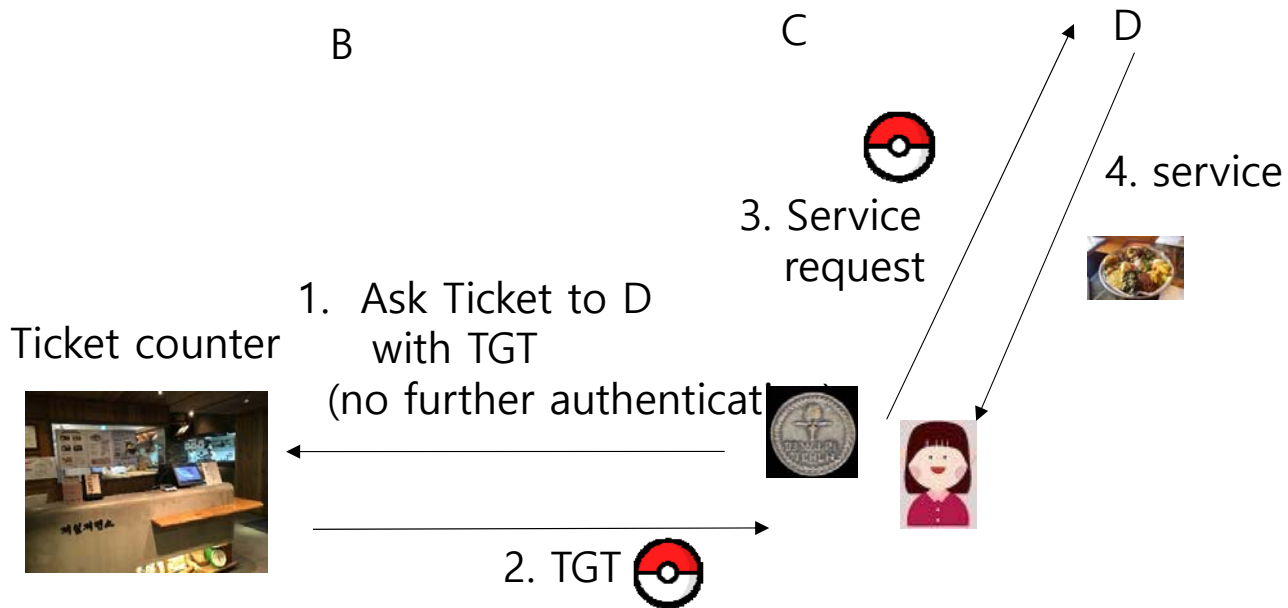 B
C
D
4. service
3. Service
request
1. Ask Ticket to D
with TGT
(no further authenticat
Ticket counter
2. TGT